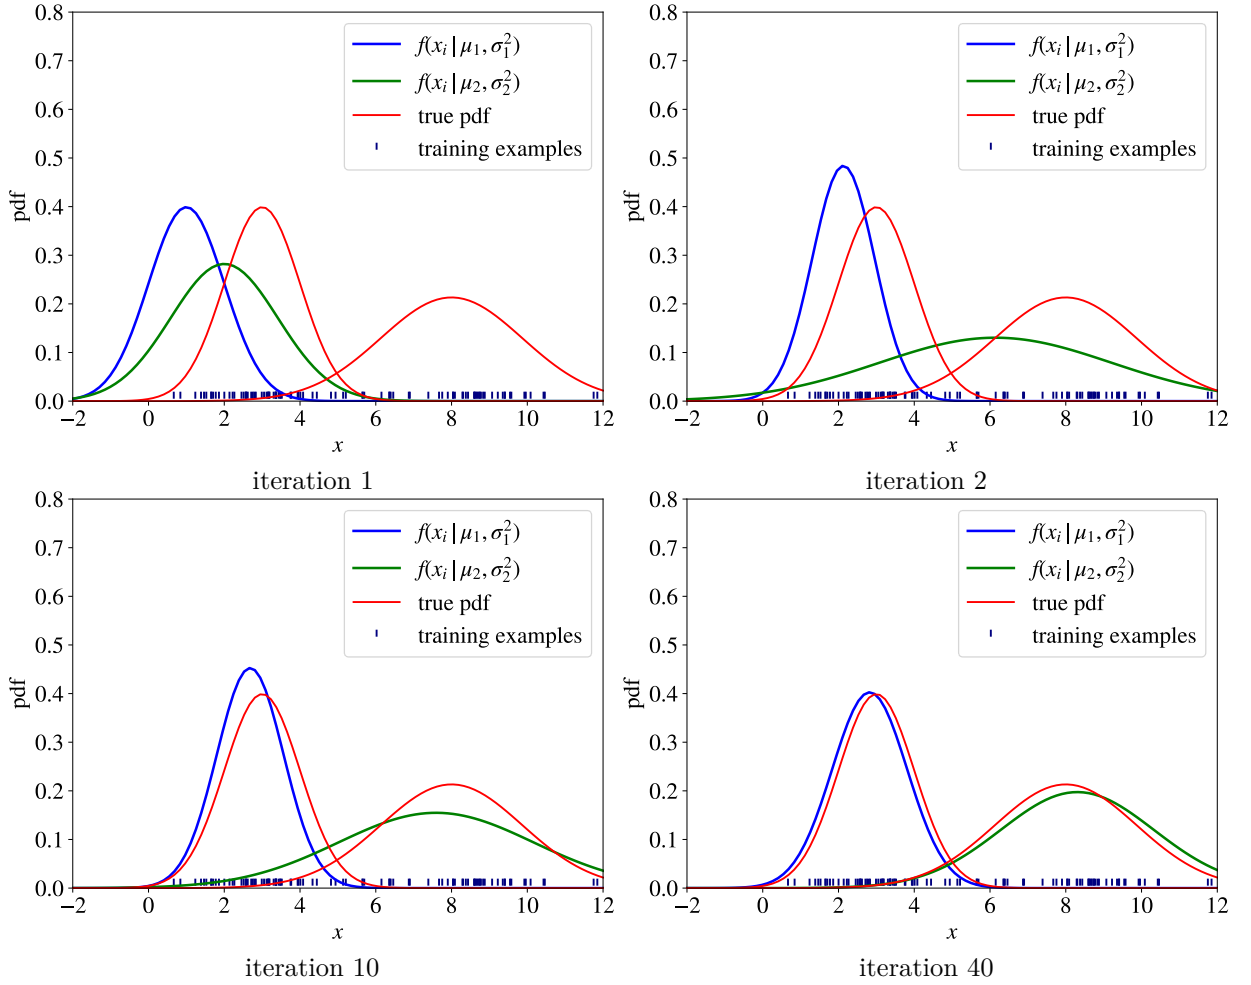 0.8
0.7
0.6
0.5
0.4
0.3
0.2
0.1
0.0
pdf
f(x_i | μ_1, σ_1^2)
f(x_i | μ_2, σ_2^2)
true pdf
training examples
−2 0 2 4 6 8 10 12
x
iteration 1
0.8
0.7
0.6
0.5
0.4
0.3
0.2
0.1
0.0
pdf
f(x_i | μ_1, σ_1^2)
f(x_i | μ_2, σ_2^2)
true pdf
training examples
−2 0 2 4 6 8 10 12
x
iteration 2
0.8
0.7
0.6
0.5
0.4
0.3
0.2
0.1
0.0
pdf
f(x_i | μ_1, σ_1^2)
f(x_i | μ_2, σ_2^2)
true pdf
training examples
−2 0 2 4 6 8 10 12
x
iteration 10
0.8
0.7
0.6
0.5
0.4
0.3
0.2
0.1
0.0
pdf
f(x_i | μ_1, σ_1^2)
f(x_i | μ_2, σ_2^2)
true pdf
training examples
−2 0 2 4 6 8 10 12
x
iteration 40